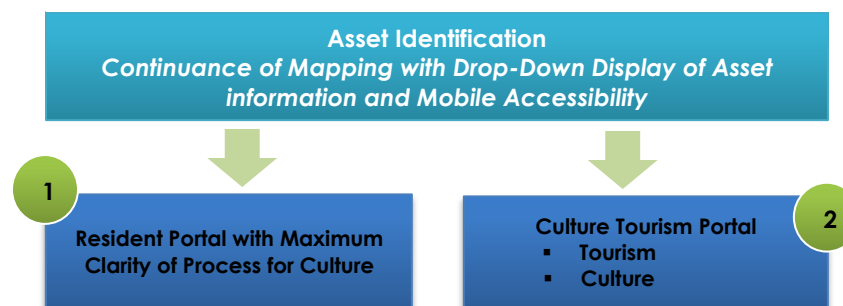 Asset Identification
Continuance of Mapping with Drop-Down Display of Asset
information and Mobile Accessibility
1
Resident Portal with Maximum
Clarity of Process for Culture
Culture Tourism Portal
▪ Tourism
▪ Culture
2